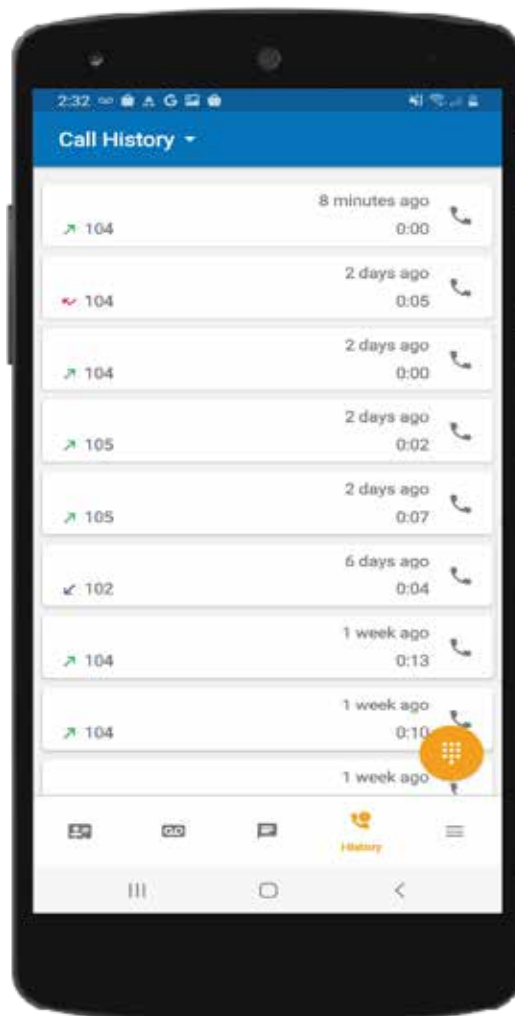 2:32
Call History
8 minutes ago
104 0:00
2 days ago
104 0:05
2 days ago
104 0:00
2 days ago
105 0:02
2 days ago
105 0:07
6 days ago
102 0:04
1 week ago
104 0:13
1 week ago
104 0:10
1 week ago
History